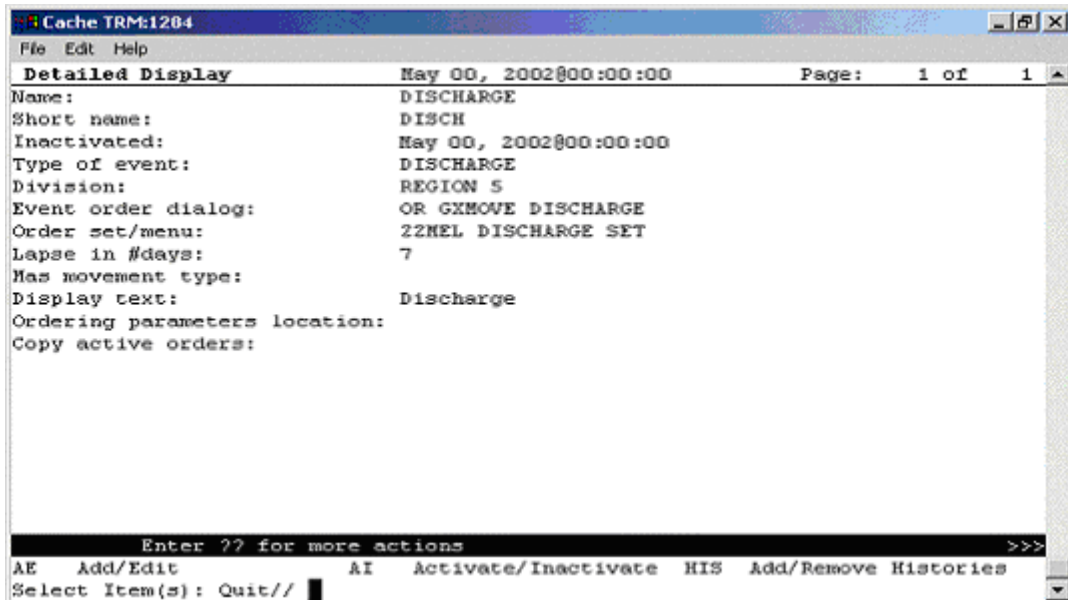 Cache TRM:1284
File Edit Help
Detailed Display May 00, 2002@00:00:00 Page: 1 of 1
Name: DISCHARGE
Short name: DISCH
Inactivated: May 00, 2002@00:00:00
Type of event: DISCHARGE
Division: REGION 5
Event order dialog: OR GXMOVE DISCHARGE
Order set/menu: ZZMEL DISCHARGE SET
Lapse in #days: 7
Mas movement type:
Display text: Discharge
Ordering parameters location:
Copy active orders:
Enter ?? for more actions >>>
AE Add/Edit AI Activate/Inactivate HIS Add/Remove Histories
Select Item(s): Quit//